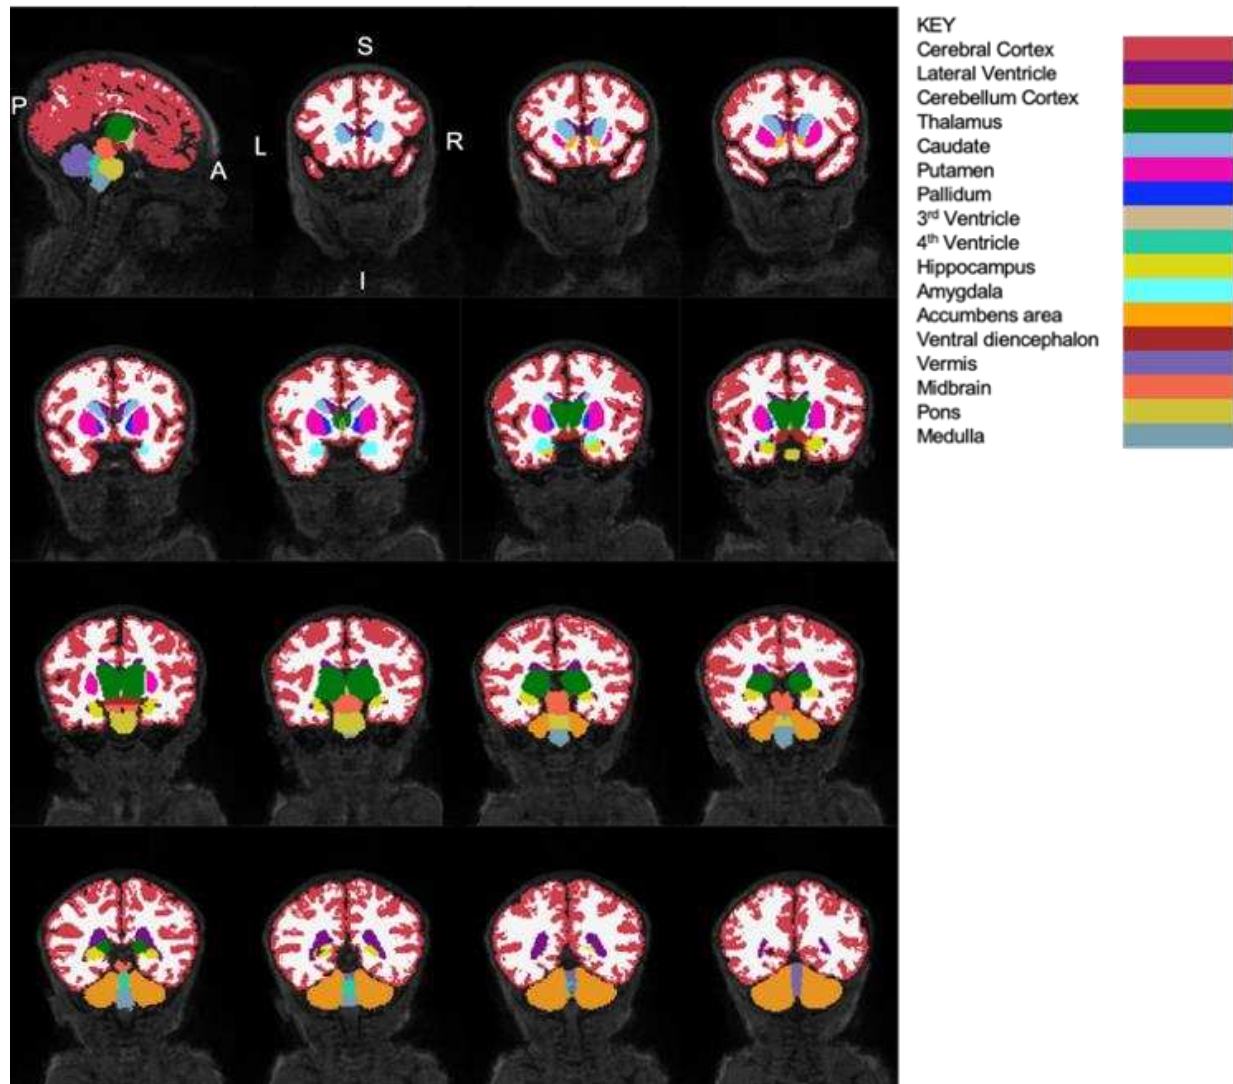 KEY
Cerebral Cortex
Lateral Ventricle
Cerebellum Cortex
Thalamus
Caudate
Putamen
Pallidum
3rd Ventricle
4th Ventricle
Hippocampus
Amygdala
Accumbens area
Ventral diencephalon
Vermis
Midbrain
Pons
Medulla
S
P
L
R
A
I